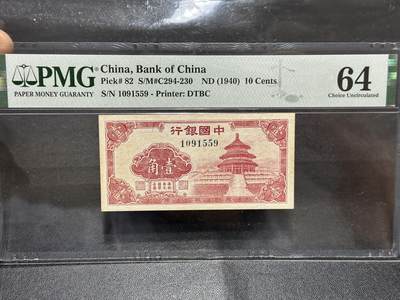 PMG
PAPER MONEY GUARANTY
China, Bank of China
Pick# 82 S/M#C294-230 ND (1940) 10 Cents
S/N 1091559 - Printer: DTBC
64
Choice Uncirculated
行銀國中
1091559
角壹